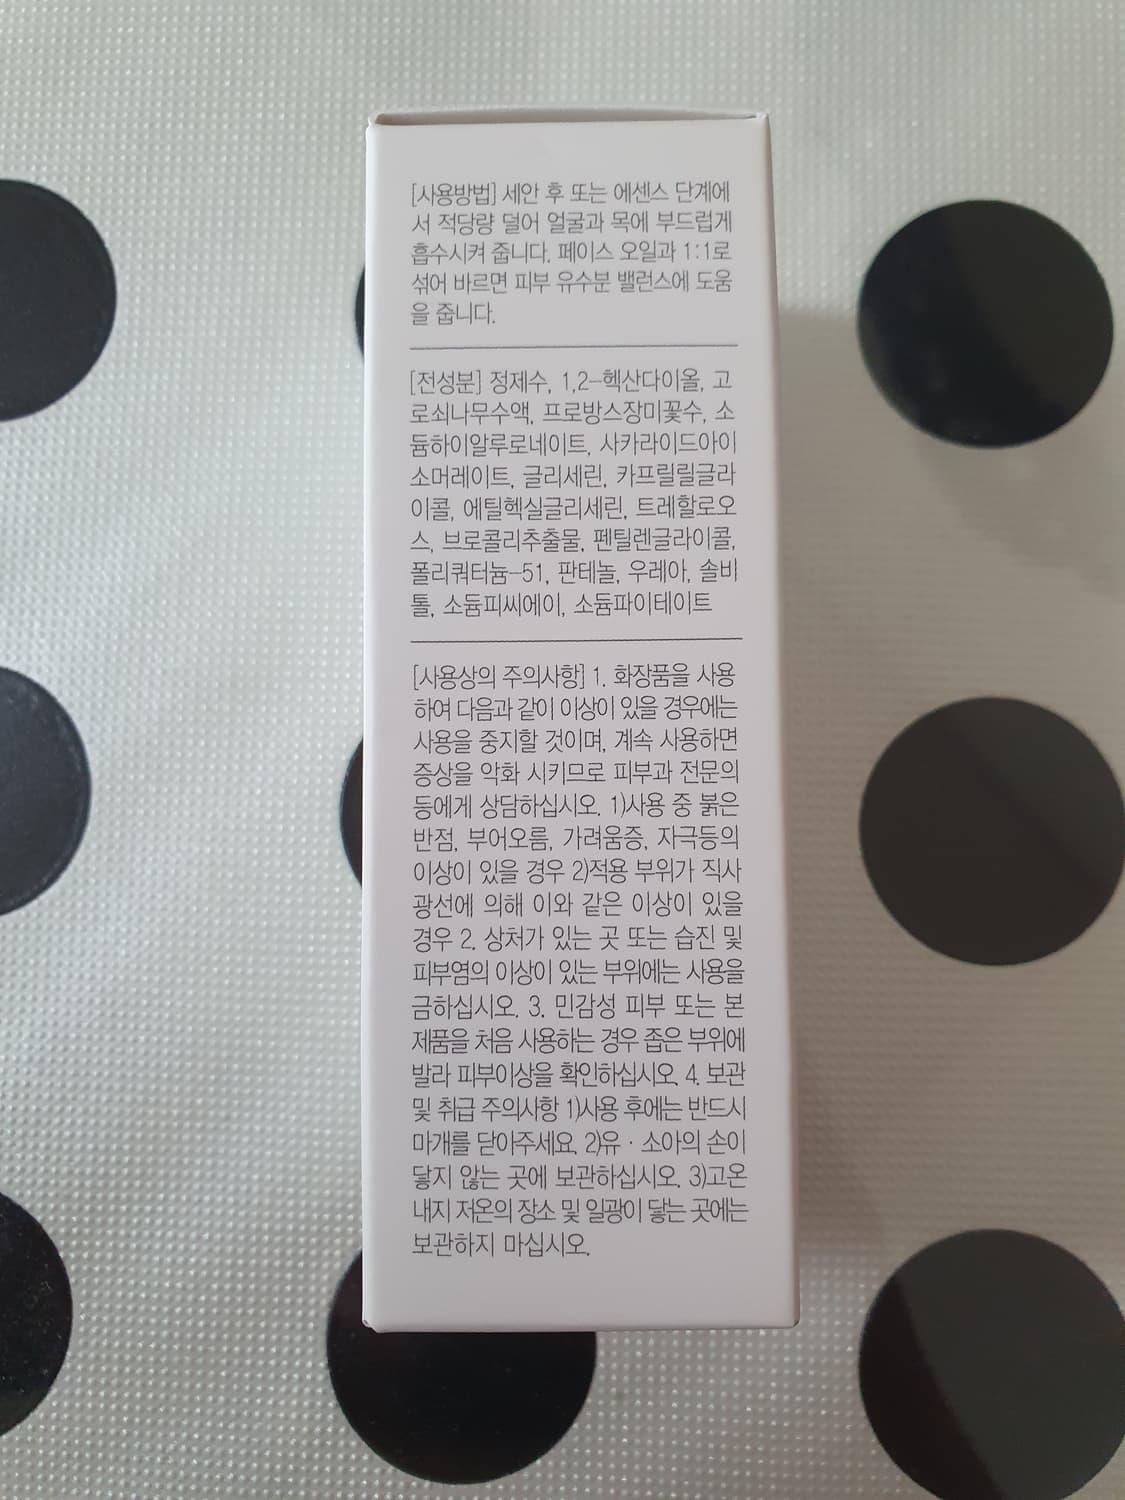 [사용방법] 세안 후 또는 에센스 단계에
서 적당량 덜어 얼굴과 목에 부드럽게
흡수시켜 줍니다. 페이스 오일과 1:1로
섞어 바르면 피부 유수분 밸런스에 도움
을 줍니다.
[전성분] 정제수, 1,2-헥산다이올, 고
로쇠나무수액, 프로방스장미꽃수, 소
듐하이알루로네이트, 사카라이드아이
소머레이트, 글리세린, 카프릴릴글라
이콜, 에틸헥실글리세린, 트레할로오
스, 브로콜리추출물, 펜틸렌글라이콜,
폴리쿼터늄-51, 판테놀, 우레아, 솔비
톨, 소듐피씨에이, 소듐파이테이트
[사용상의 주의사항] 1. 화장품을 사용
하여 다음과 같이 이상이 있을 경우에는
사용을 중지할 것이며, 계속 사용하면
증상을 악화 시키므로 피부과 전문의
등에게 상담하십시오. 1)사용 중 붉은
반점, 부어오름, 가려움증, 자극등의
이상이 있을 경우 2)적용 부위가 직사
광선에 의해 이와 같은 이상이 있을
경우 2. 상처가 있는 곳 또는 습진 및
피부염의 이상이 있는 부위에는 사용을
금하십시오. 3. 민감성 피부 또는 본
제품을 처음 사용하는 경우 좁은 부위에
발라 피부이상을 확인하십시오. 4. 보관
및 취급 주의사항 1)사용 후에는 반드시
마개를 닫아주세요. 2)유 · 소아의 손이
닿지 않는 곳에 보관하십시오. 3)고온
내지 저온의 장소 및 일광이 닿는 곳에는
보관하지 마십시오.